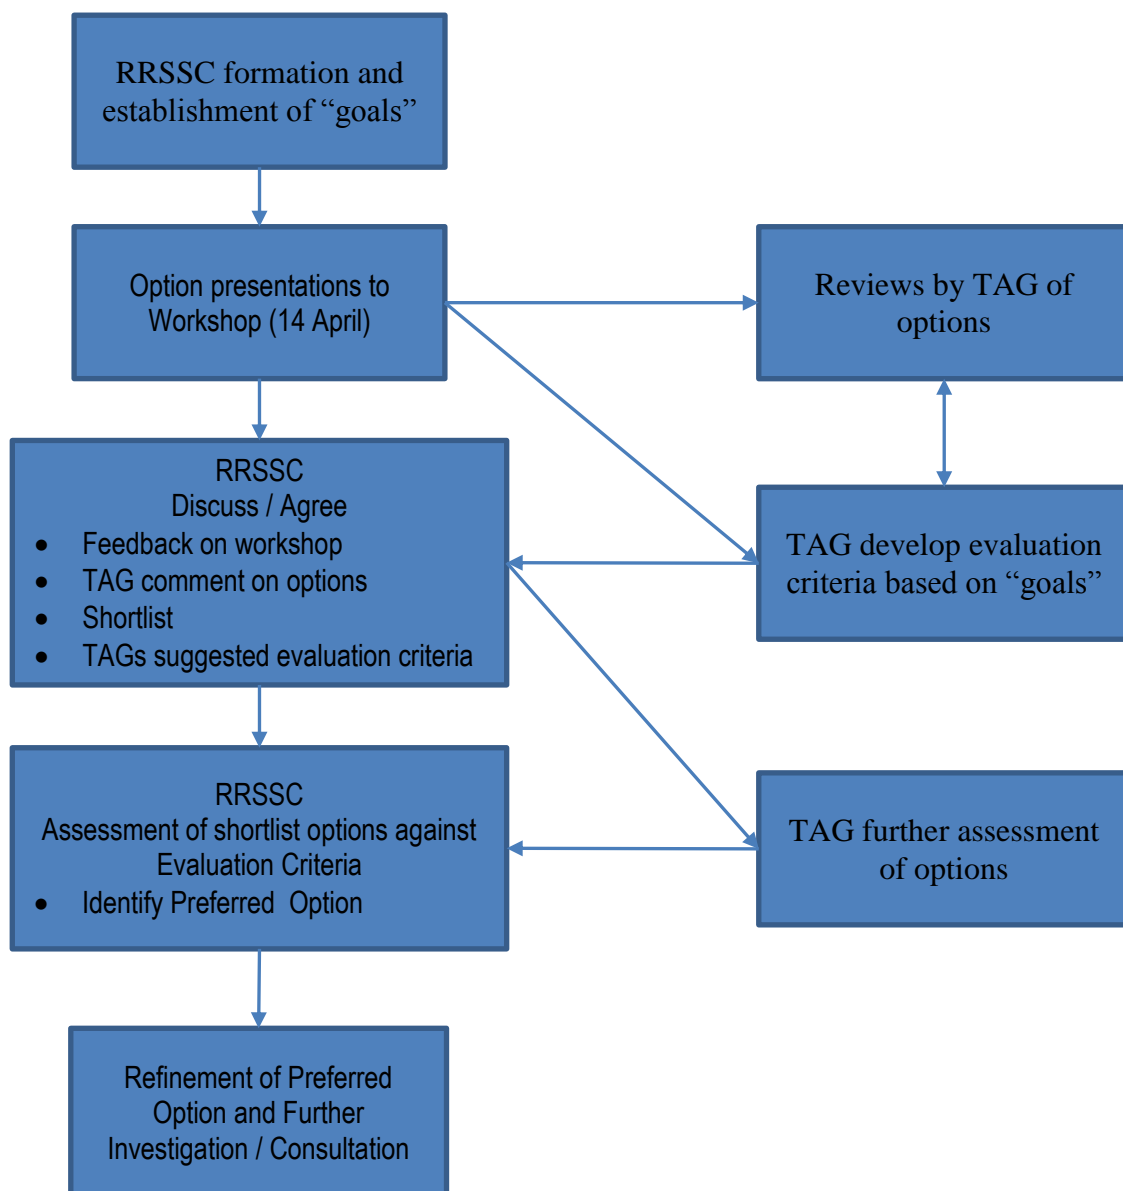 RRSSC formation and
establishment of “goals”
Option presentations to
Workshop (14 April)
Reviews by TAG of
options
RRSSC
Discuss / Agree
• Feedback on workshop
• TAG comment on options
• Shortlist
• TAGs suggested evaluation criteria
TAG develop evaluation
criteria based on “goals”
RRSSC
Assessment of shortlist options against
Evaluation Criteria
• Identify Preferred  Option
TAG further assessment
of options
Refinement of Preferred
Option and Further
Investigation / Consultation